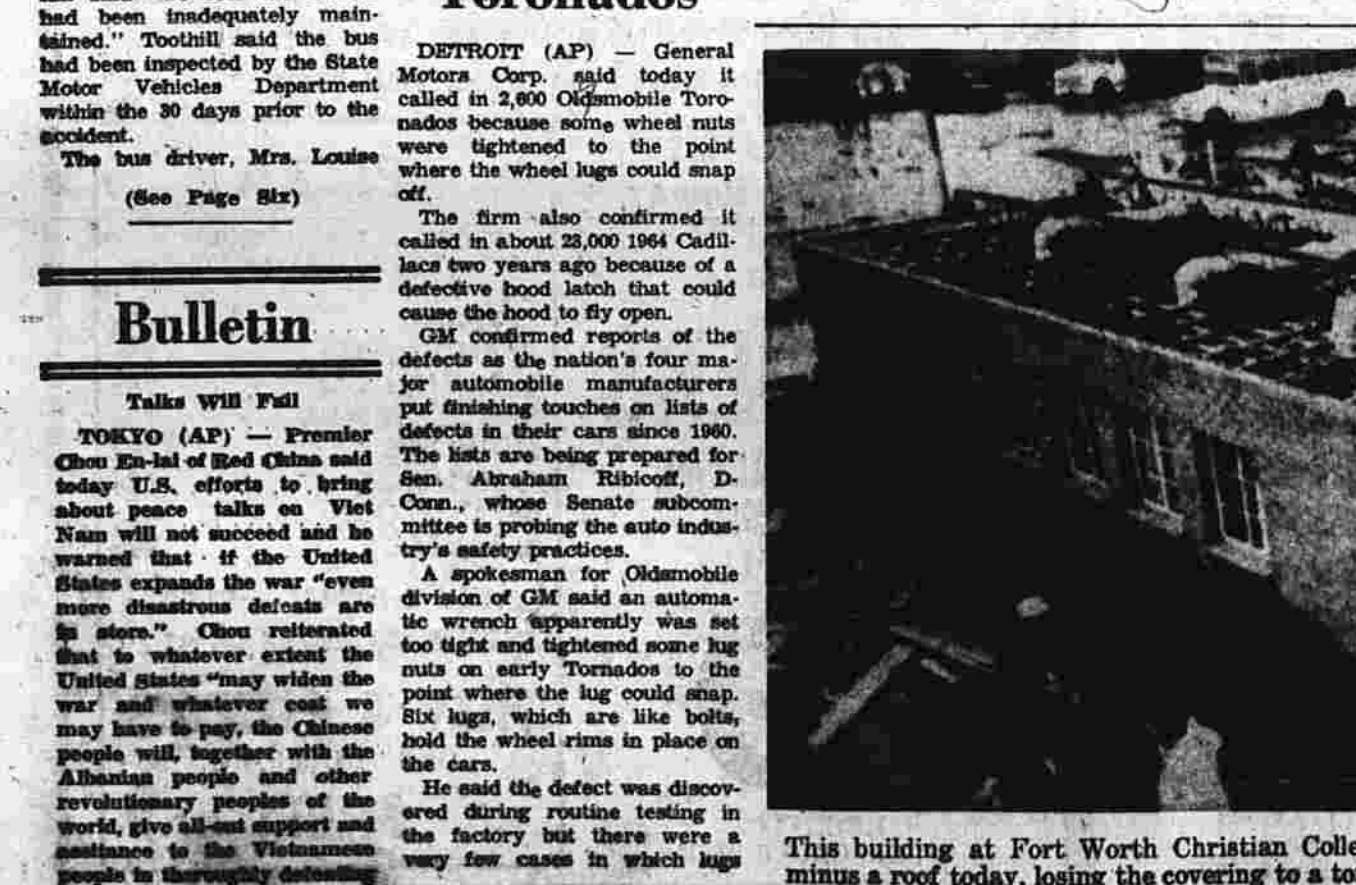 had been inadequately main-
tained." Toothill said the bus
had been inspected by the State
Motor Vehicles Department
within the 30 days prior to the
accident.
The bus driver, Mrs. Louise
(See Page Six)
Bulletin
Talks Will Fail
TOKYO (AP) — Premier
Chou En-lai of Red China said
today U.S. efforts to bring
about peace talks on Viet
Nam will not succeed and he
warned that if the United
States expands the war "even
more disastrous defeats are
in store." Chou reiterated
that to whatever extent the
United States "may widen the
war and whatever cost we
may have to pay, the Chinese
people will, together with the
Albanian people and other
revolutionary peoples of the
world, give all-out support and
assitance to the Vietnamese
people in thoroughly defeating
Toronados
DETROIT (AP) — General
Motors Corp. said today it
called in 2,600 Oldsmobile Toro-
nados because some wheel nuts
were tightened to the point
where the wheel lugs could snap
off.
The firm also confirmed it
called in about 23,000 1964 Cadil-
lacs two years ago because of a
defective hood latch that could
cause the hood to fly open.
GM confirmed reports of the
defects as the nation's four ma-
jor automobile manufacturers
put finishing touches on lists of
defects in their cars since 1960.
The lists are being prepared for
Sen. Abraham Ribicoff, D-
Conn., whose Senate subcom-
mittee is probing the auto indus-
try's safety practices.
A spokesman for Oldsmobile
division of GM said an automa-
tic wrench apparently was set
too tight and tightened some lug
nuts on early Tornados to the
point where the lug could snap.
Six lugs, which are like bolts,
hold the wheel rims in place on
the cars.
He said the defect was discov-
ered during routine testing in
the factory but there were a
very few cases in which lugs
This building at Fort Worth Christian Colle
minus a roof today, losing the covering to a to